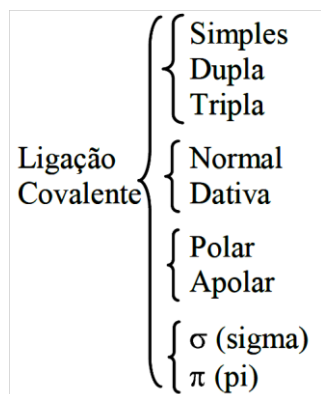 Simples
Dupla
Tripla
Ligação
Covalente
Normal
Dativa
Polar
Apolar
σ (sigma)
π (pi)